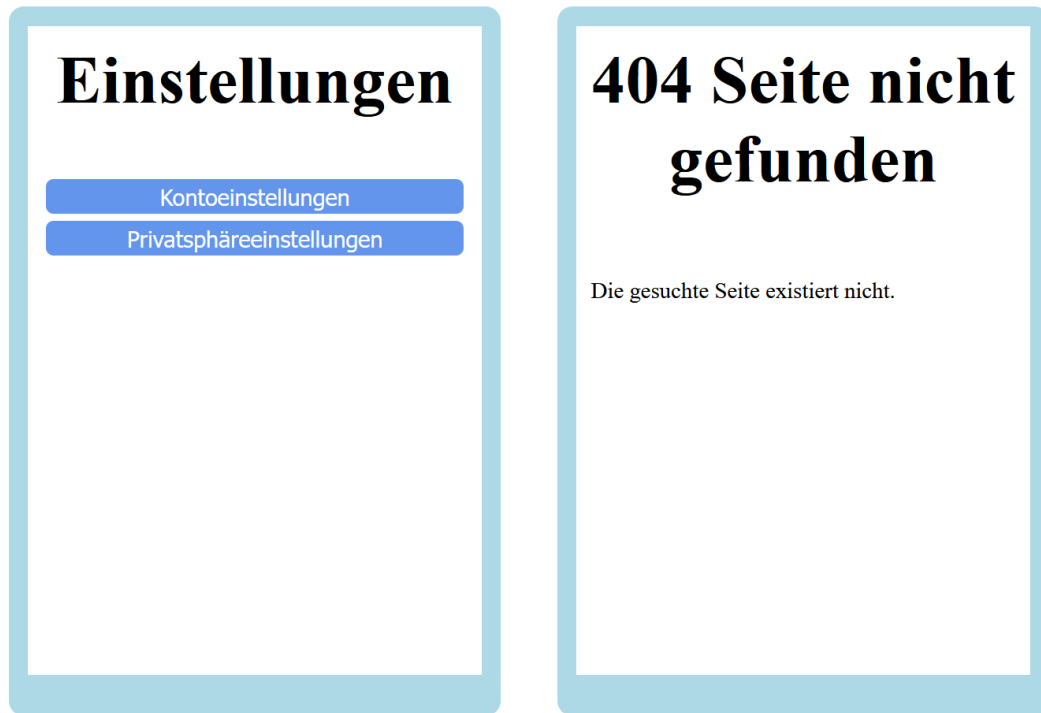 Einstellungen
Kontoeinstellungen
Privatsphäreeinstellungen
404 Seite nicht
gefunden
Die gesuchte Seite existiert nicht.